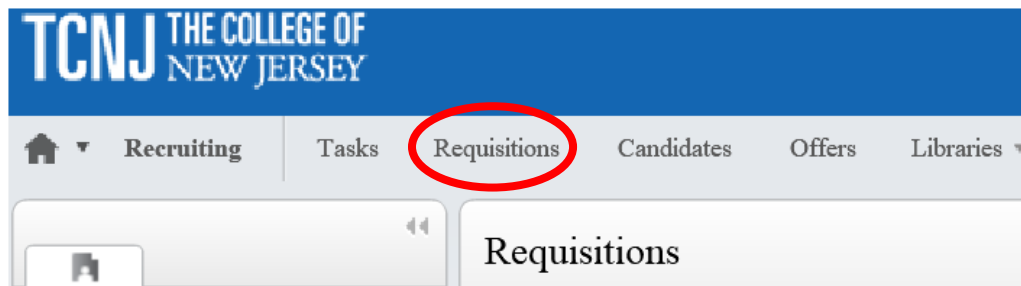 TCNJ THE COLLEGE OF
NEW JERSEY
Recruiting Tasks Requisitions Candidates Offers Libraries
Requisitions